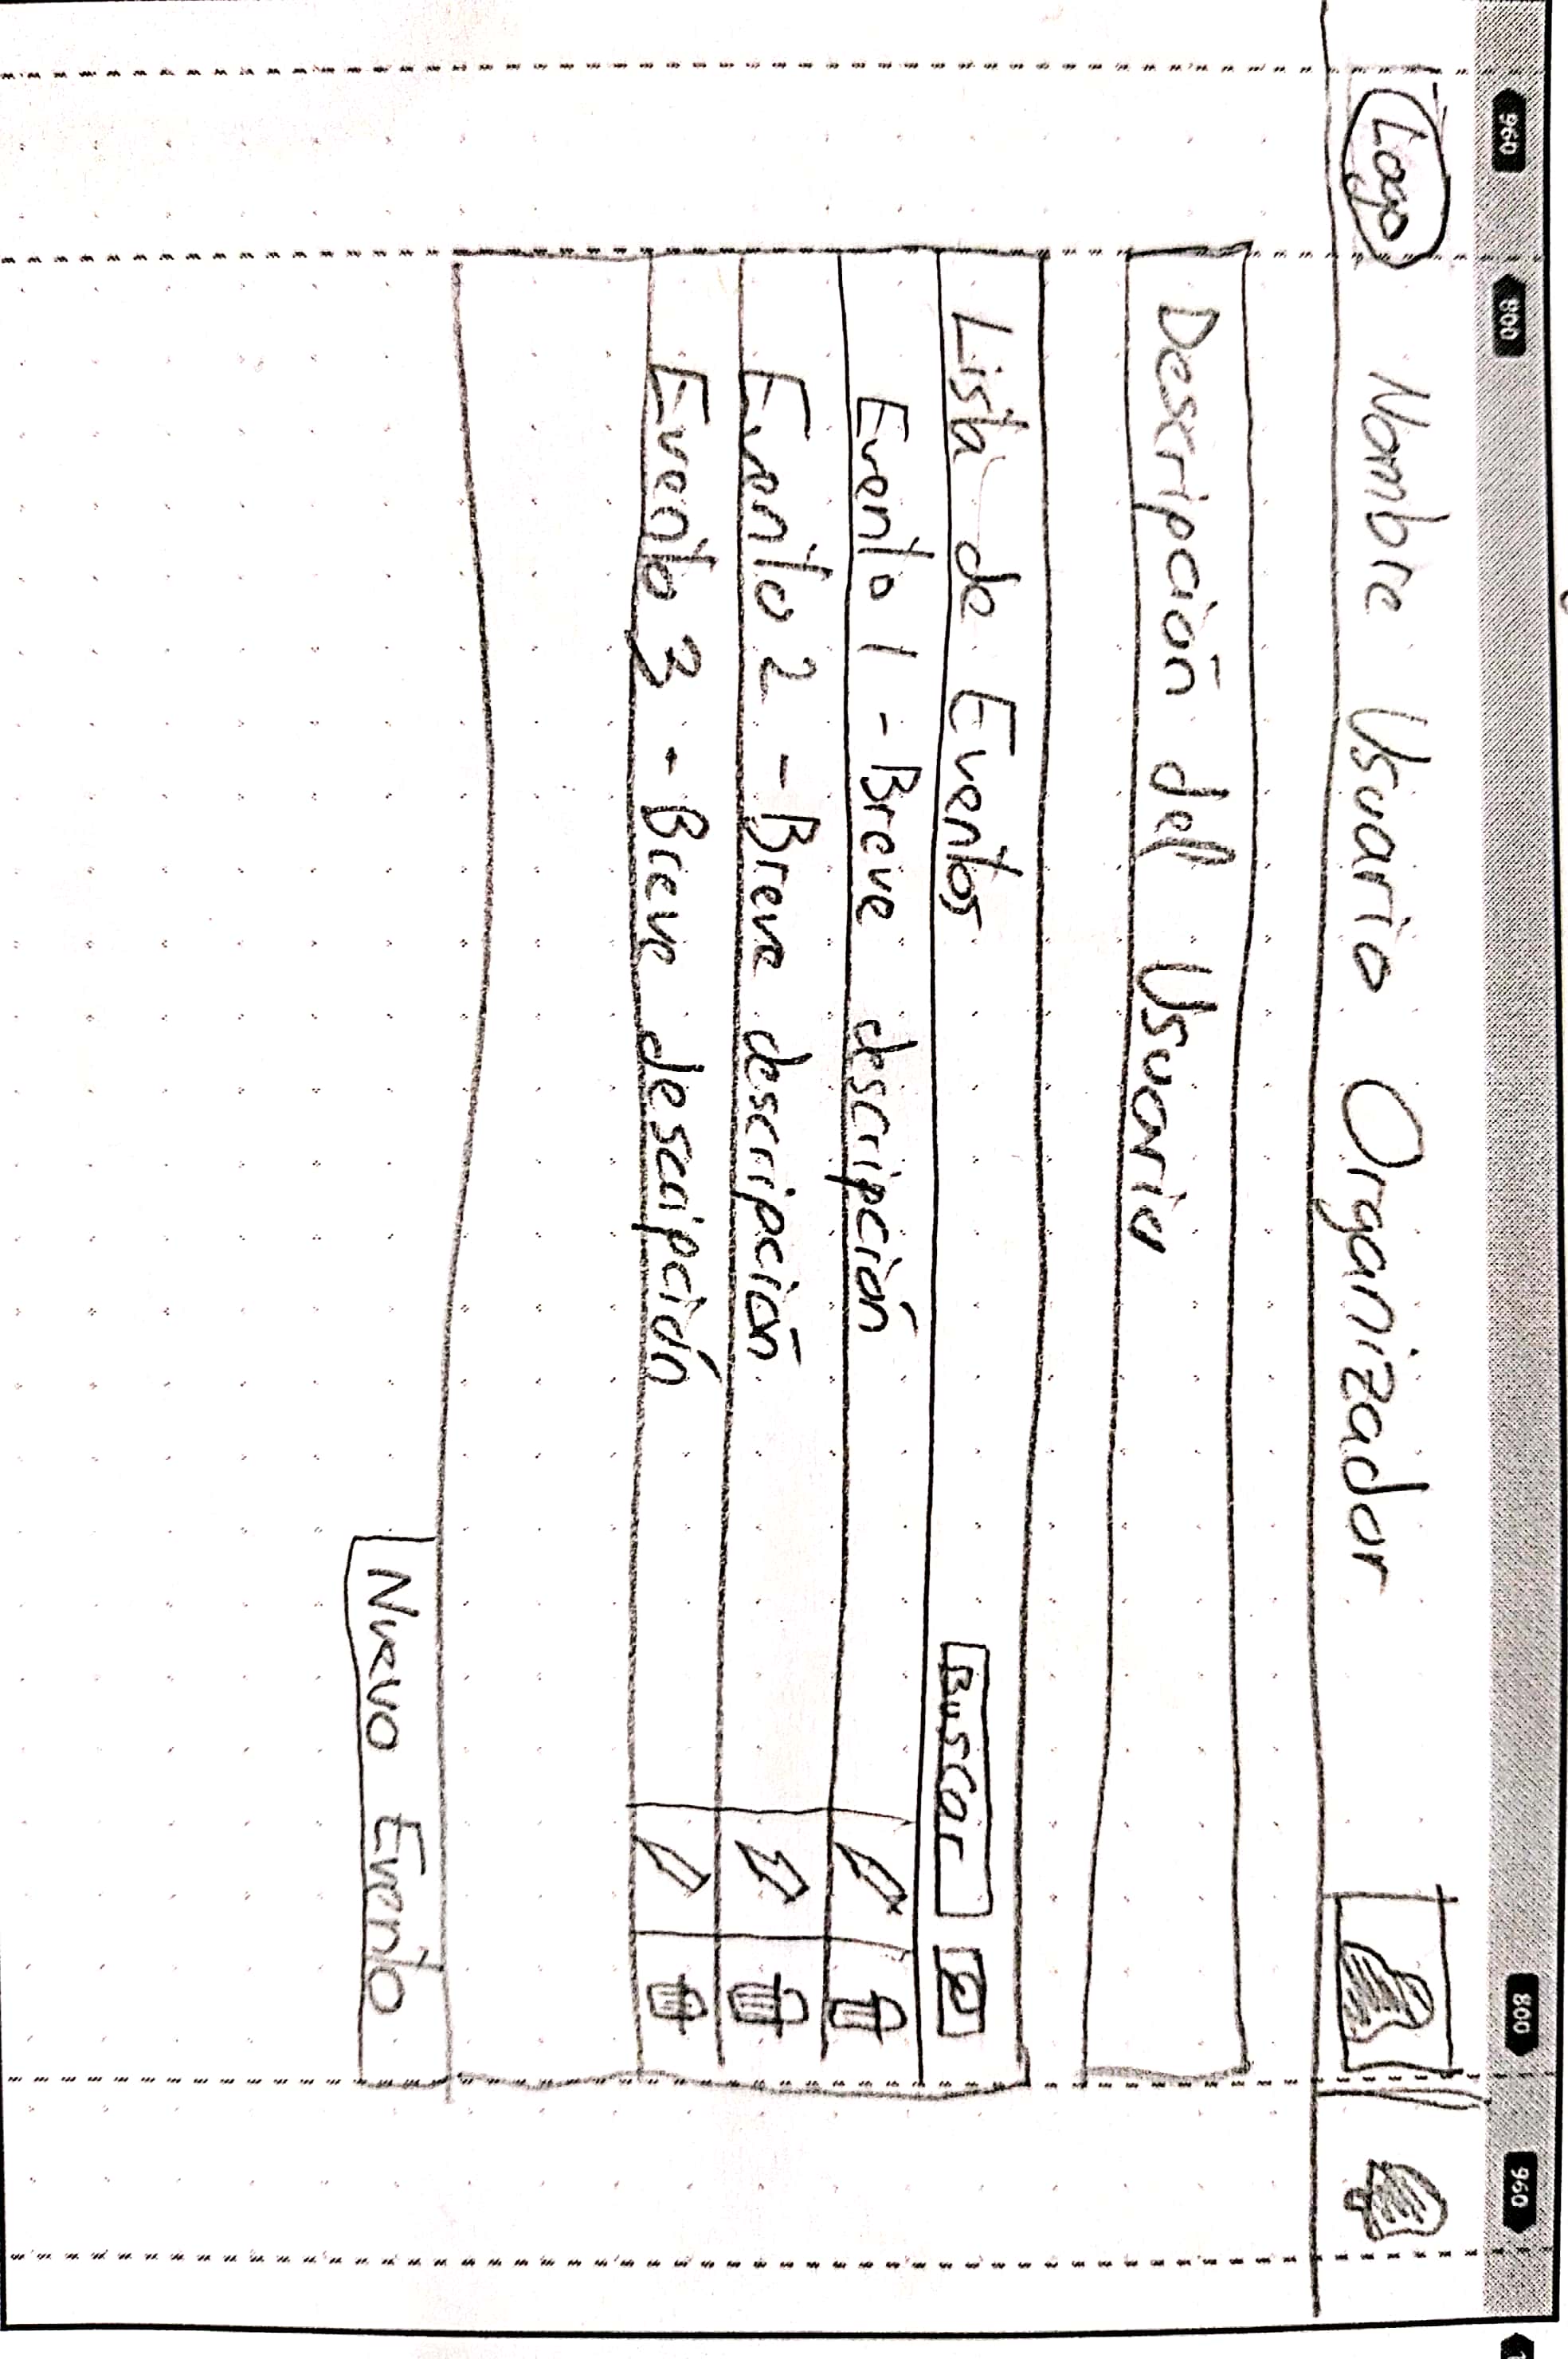 960 800 800 960
Logo Nombre Usuario Organizador
Descripción del Usuario
Lista de Eventos Buscar
Evento 1 - Breve descripción
Evento 2 - Breve descripción
Evento 3 - Breve descripción
Nuevo Evento